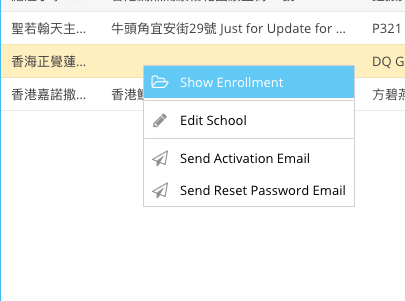 聖若翰天主... 牛頭角宜安街29號 Just for Update for ... P321
香海正覺蓮... DQ G
Show Enrollment
香港嘉諾撒... 香港 方碧
Edit School
Send Activation Email
Send Reset Password Email